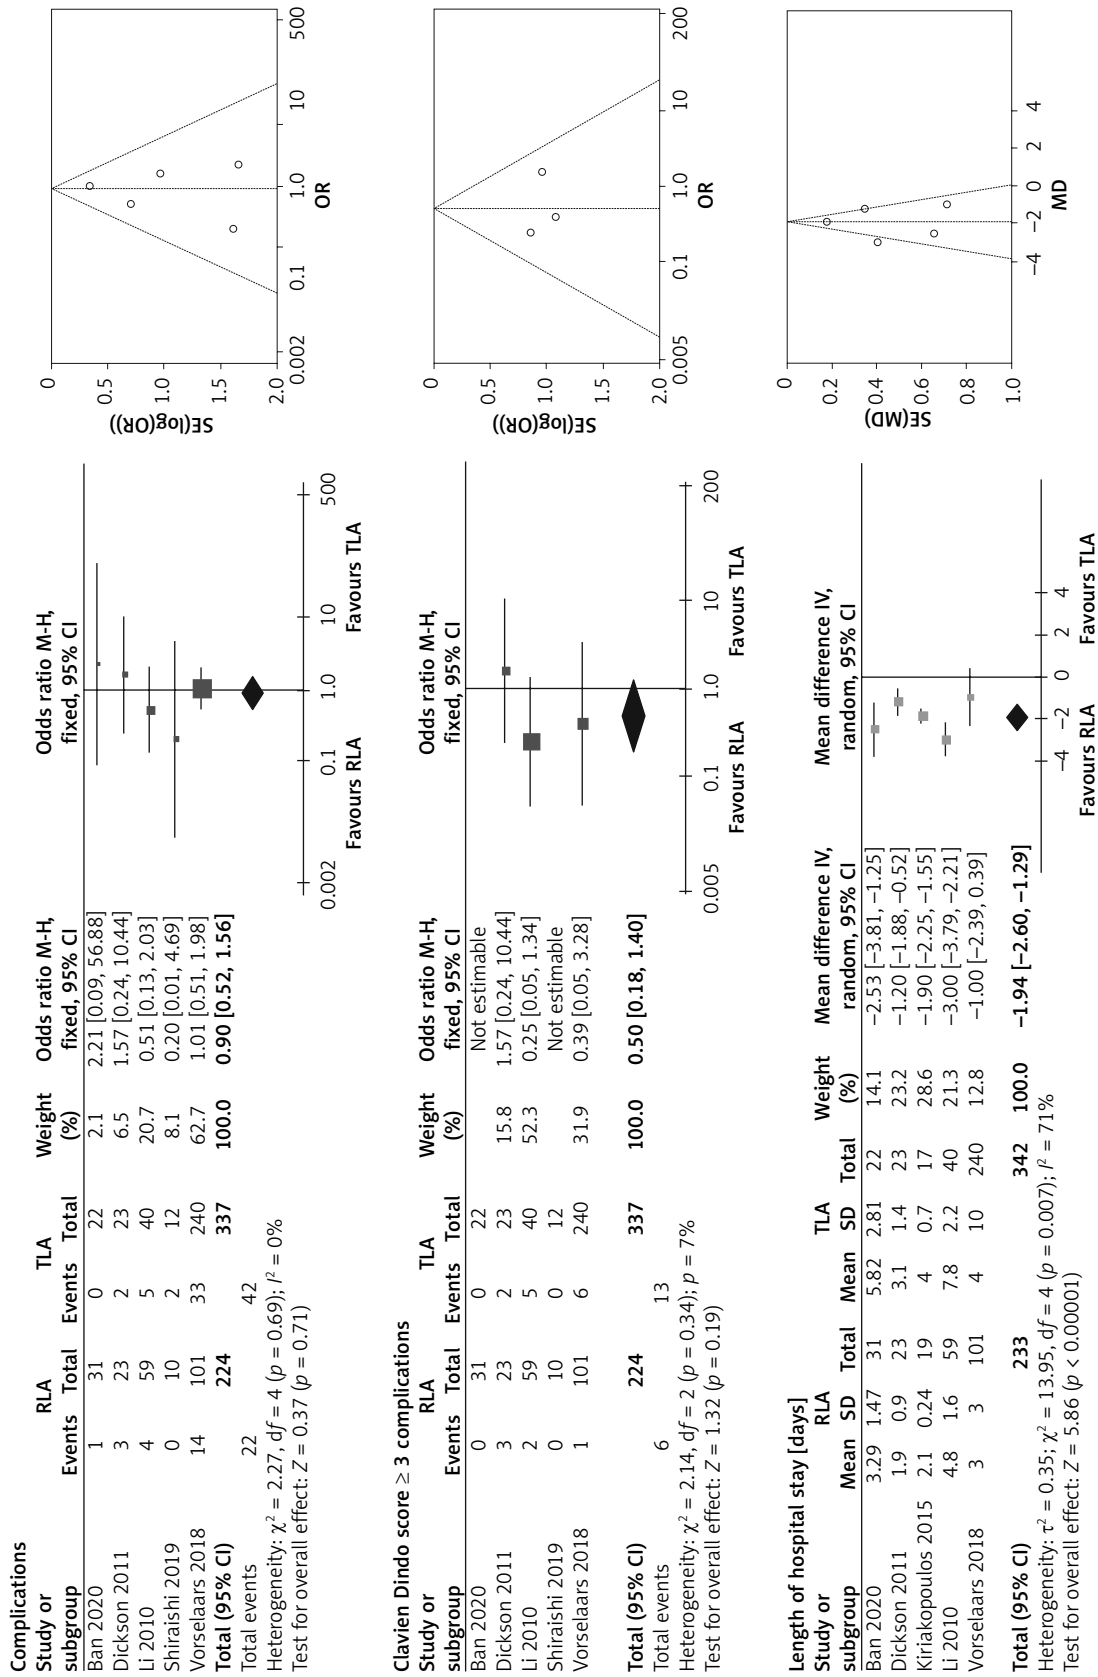 Complications
Study or RLA TLA Weight Odds ratio M-H, Odds ratio M-H,
subgroup Events Total Events Total (%) fixed, 95% CI fixed, 95% CI
Ban 2020 1 31 0 22 2.1 2.21 [0.09, 56.88]
Dickson 2011 3 23 2 23 6.5 1.57 [0.24, 10.44]
Li 2010 4 59 5 40 20.7 0.51 [0.13, 2.03]
Shiraishi 2019 0 10 2 12 8.1 0.20 [0.01, 4.69]
Vorselaars 2018 14 101 33 240 62.7 1.01 [0.51, 1.98]
Total (95% CI) 224 337 100.0 0.90 [0.52, 1.56]
Total events 22 42
Heterogeneity: χ² = 2.27, df = 4 (p = 0.69); I² = 0%
Test for overall effect: Z = 0.37 (p = 0.71)
0.002 0.1 1.0 10 500
Favours RLA Favours TLA
0
0.5
1.0
1.5
2.0
SE(log(OR))
0.002 0.1 1.0 10 500
OR
Clavien Dindo score ≥ 3 complications
Study or RLA TLA Weight Odds ratio M-H, Odds ratio M-H,
subgroup Events Total Events Total (%) fixed, 95% CI fixed, 95% CI
Ban 2020 0 31 0 22 Not estimable
Dickson 2011 3 23 2 23 15.8 1.57 [0.24, 10.44]
Li 2010 2 59 5 40 52.3 0.25 [0.05, 1.34]
Shiraishi 2019 0 10 0 12 Not estimable
Vorselaars 2018 1 101 6 240 31.9 0.39 [0.05, 3.28]
Total (95% CI) 224 337 100.0 0.50 [0.18, 1.40]
Total events 6 13
Heterogeneity: χ² = 2.14, df = 2 (p = 0.34); p = 7%
Test for overall effect: Z = 1.32 (p = 0.19)
0.005 0.1 1.0 10 200
Favours RLA Favours TLA
0
0.5
1.0
1.5
2.0
SE(log(OR))
0.005 0.1 1.0 10 200
OR
Length of hospital stay [days]
Study or RLA TLA Weight Mean difference IV, Mean difference IV,
subgroup Mean SD Total Mean SD Total (%) random, 95% CI random, 95% CI
Ban 2020 3.29 1.47 31 5.82 2.81 22 14.1 −2.53 [−3.81, −1.25]
Dickson 2011 1.9 0.9 23 3.1 1.4 23 23.2 −1.20 [−1.88, −0.52]
Kiriakopoulos 2015 2.1 0.24 19 4 0.7 17 28.6 −1.90 [−2.25, −1.55]
Li 2010 4.8 1.6 59 7.8 2.2 40 21.3 −3.00 [−3.79, −2.21]
Vorselaars 2018 3 3 101 4 10 240 12.8 −1.00 [−2.39, 0.39]
Total (95% CI) 233 342 100.0 −1.94 [−2.60, −1.29]
Heterogeneity: τ² = 0.35; χ² = 13.95, df = 4 (p = 0.007); I² = 71%
Test for overall effect: Z = 5.86 (p < 0.00001)
−4 −2 0 2 4
Favours RLA Favours TLA
0
0.2
0.4
0.6
0.8
1.0
SE(MD)
−4 −2 0 2 4
MD